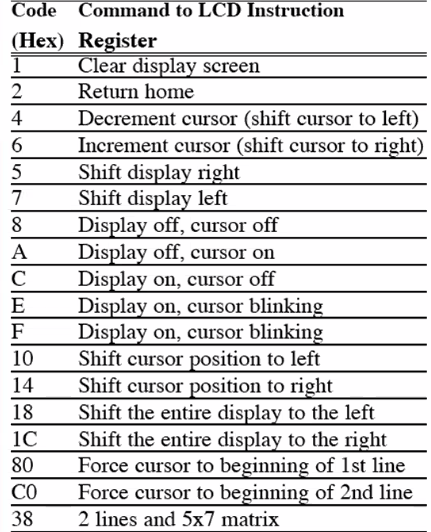 Code Command to LCD Instruction
(Hex) Register
1 Clear display screen
2 Return home
4 Decrement cursor (shift cursor to left)
6 Increment cursor (shift cursor to right)
5 Shift display right
7 Shift display left
8 Display off, cursor off
A Display off, cursor on
C Display on, cursor off
E Display on, cursor blinking
F Display on, cursor blinking
10 Shift cursor position to left
14 Shift cursor position to right
18 Shift the entire display to the left
1C Shift the entire display to the right
80 Force cursor to beginning of 1st line
C0 Force cursor to beginning of 2nd line
38 2 lines and 5x7 matrix